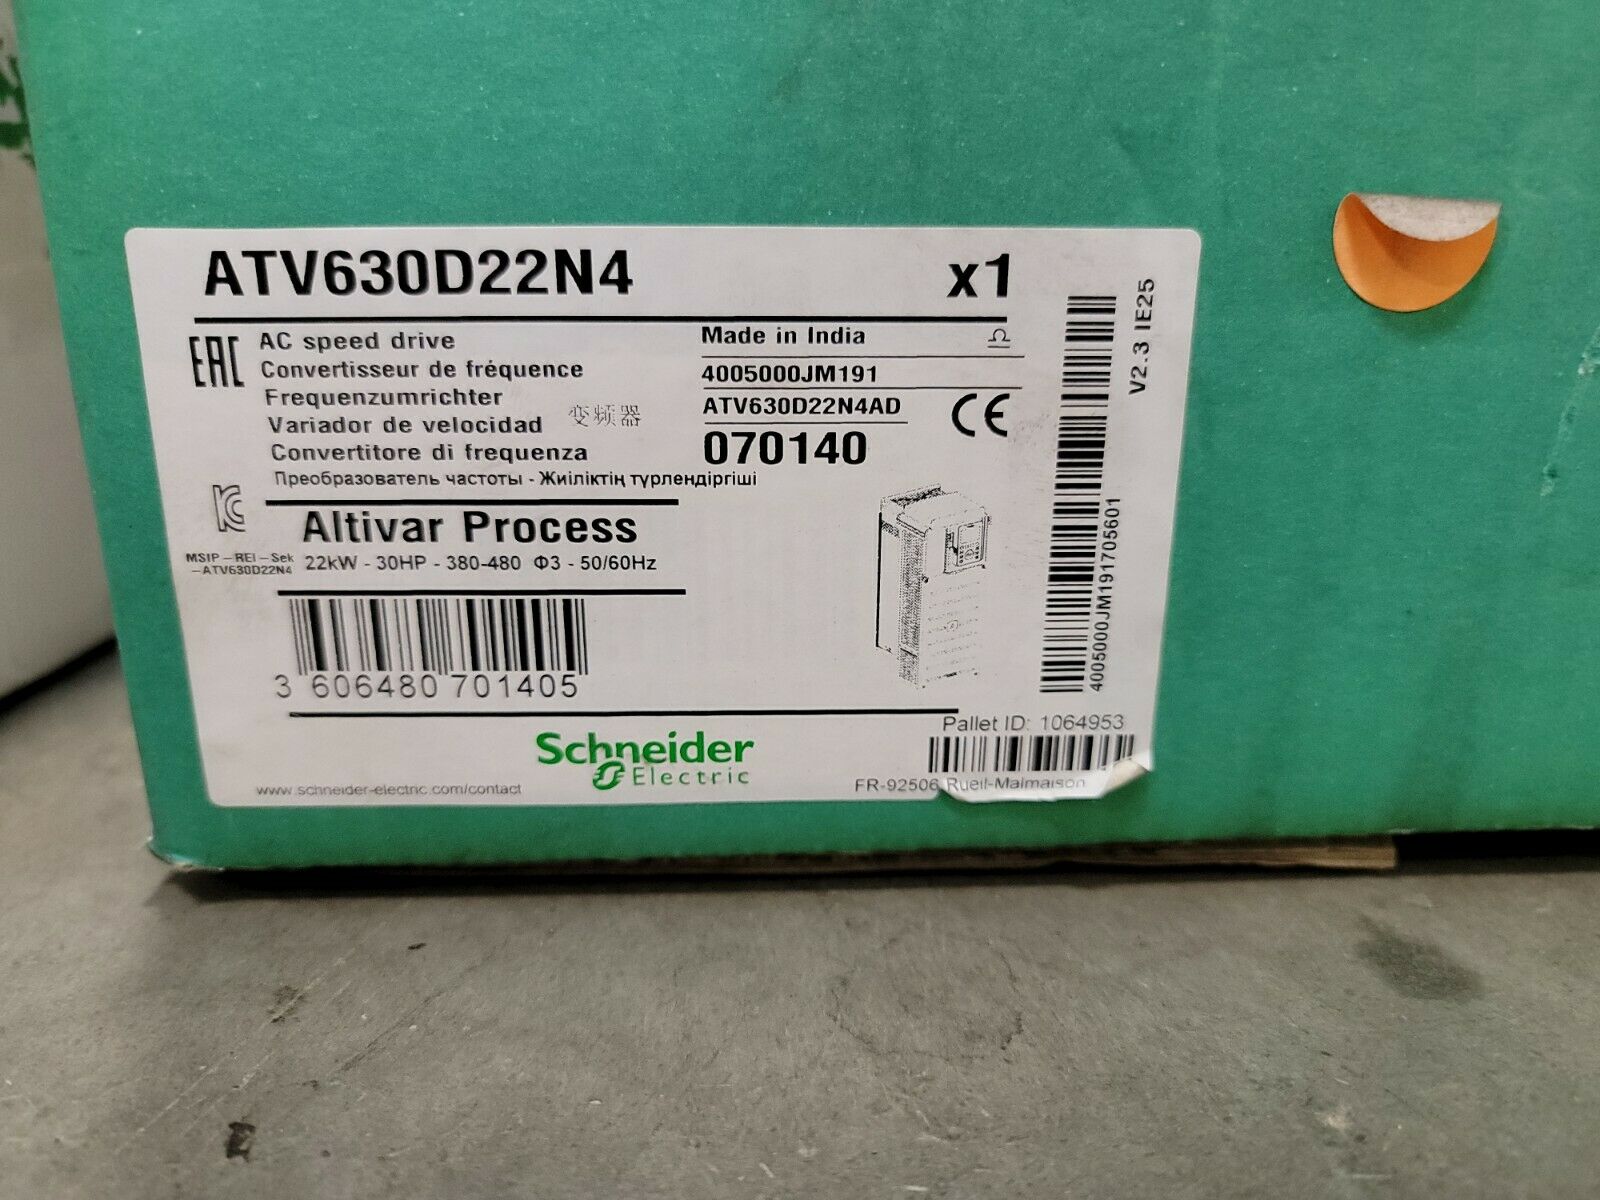 ATV630D22N4
x1
EAC
AC speed drive
Convertisseur de fréquence
Frequenzumrichter
Variador de velocidad
变频器
Convertitore di frequenza
Преобразователь частоты - Жиіліктің түрлендіргіші
Made in India
4005000JM191
ATV630D22N4AD
CE
070140
V2.3 IE25
4005000JM191705601
Altivar Process
MSIP-REI-Sek
-ATV630D22N4
22kW - 30HP - 380-480 Φ3 - 50/60Hz
3 606480 701405
Pallet ID: 1064953
Schneider
Electric
www.schneider-electric.com/contact
FR-92506 Rueil-Malmaison